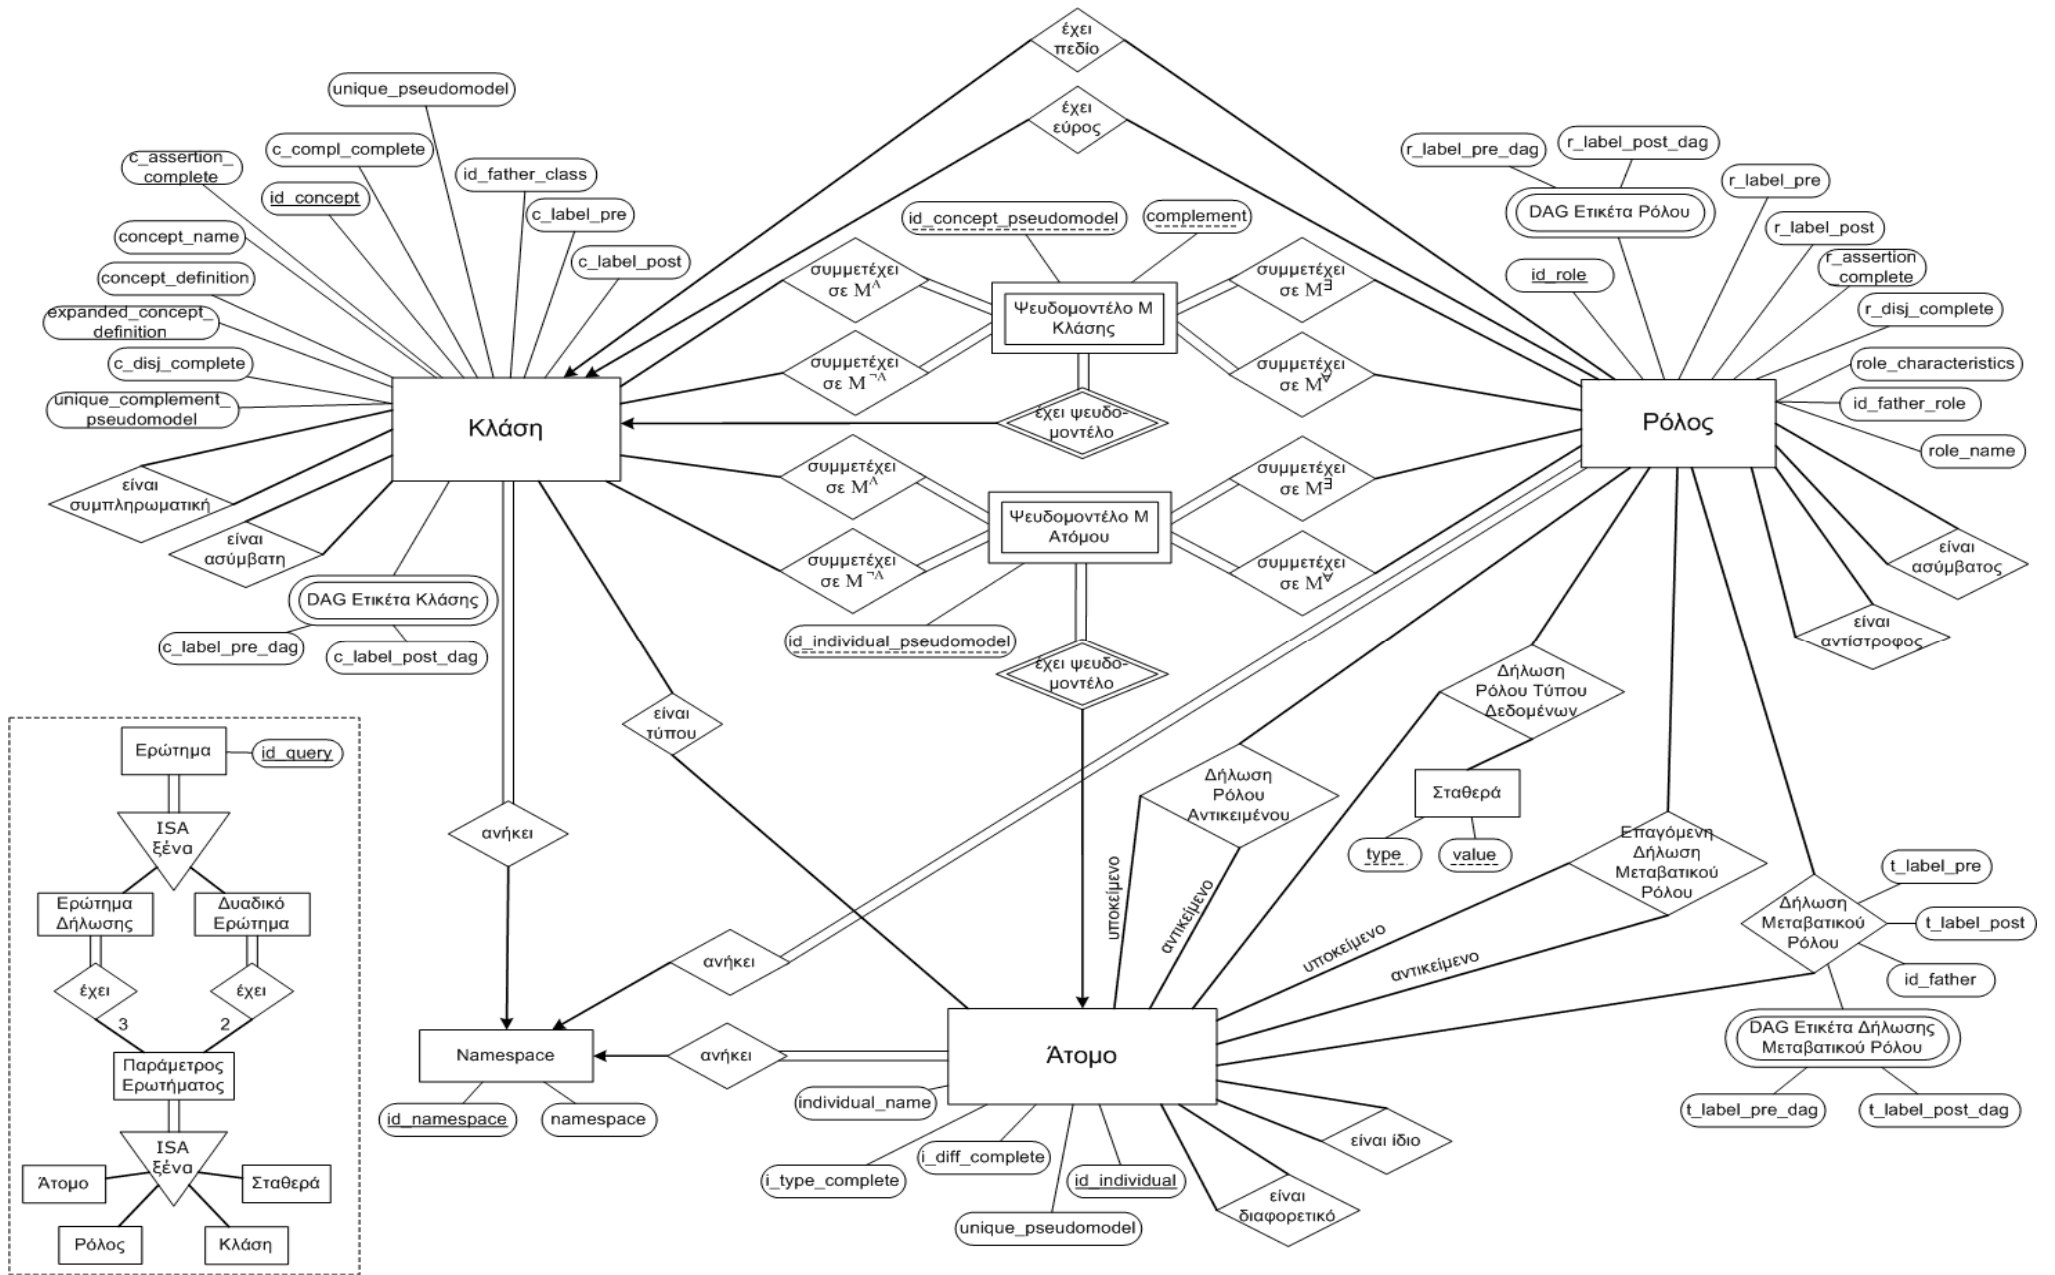 έχει
πεδίο
έχει
εύρος
unique_pseudomodel
c_compl_complete
c_assertion_
complete
id_concept
id_father_class
c_label_pre
c_label_post
concept_name
concept_definition
expanded_concept_
definition
c_disj_complete
unique_complement_
pseudomodel
Κλάση
είναι
συμπληρωματική
είναι
ασύμβατη
DAG Ετικέτα Κλάσης
c_label_pre_dag
c_label_post_dag
id_concept_pseudomodel
complement
συμμετέχει
σε M^A
συμμετέχει
σε M^¬A
Ψευδομοντέλο Μ
Κλάσης
συμμετέχει
σε M^∃
συμμετέχει
σε M^∀
έχει ψευδο-
μοντέλο
συμμετέχει
σε M^A
συμμετέχει
σε M^¬A
Ψευδομοντέλο Μ
Ατόμου
συμμετέχει
σε M^∃
συμμετέχει
σε M^∀
id_individual_pseudomodel
έχει ψευδο-
μοντέλο
r_label_pre_dag
r_label_post_dag
DAG Ετικέτα Ρόλου
r_label_pre
r_label_post
id_role
r_assertion
_complete
r_disj_complete
role_characteristics
id_father_role
role_name
Ρόλος
είναι
ασύμβατος
είναι
αντίστροφος
είναι
τύπου
ανήκει
ανήκει
ανήκει
Δήλωση
Ρόλου Τύπου
Δεδομένων
Σταθερά
type
value
Δήλωση
Ρόλου
Αντικειμένου
υποκείμενο
αντικείμενο
Επαγόμενη
Δήλωση
Μεταβατικού
Ρόλου
υποκείμενο
αντικείμενο
Δήλωση
Μεταβατικού
Ρόλου
t_label_pre
t_label_post
id_father
DAG Ετικέτα Δήλωσης
Μεταβατικού Ρόλου
t_label_pre_dag
t_label_post_dag
Namespace
id_namespace
namespace
Άτομο
individual_name
i_type_complete
i_diff_complete
unique_pseudomodel
id_individual
είναι ίδιο
είναι
διαφορετικό
Ερώτημα
id_query
ISA
ξένα
Ερώτημα
Δήλωσης
Δυαδικό
Ερώτημα
έχει
έχει
3
2
Παράμετρος
Ερωτήματος
ISA
ξένα
Άτομο
Σταθερά
Ρόλος
Κλάση